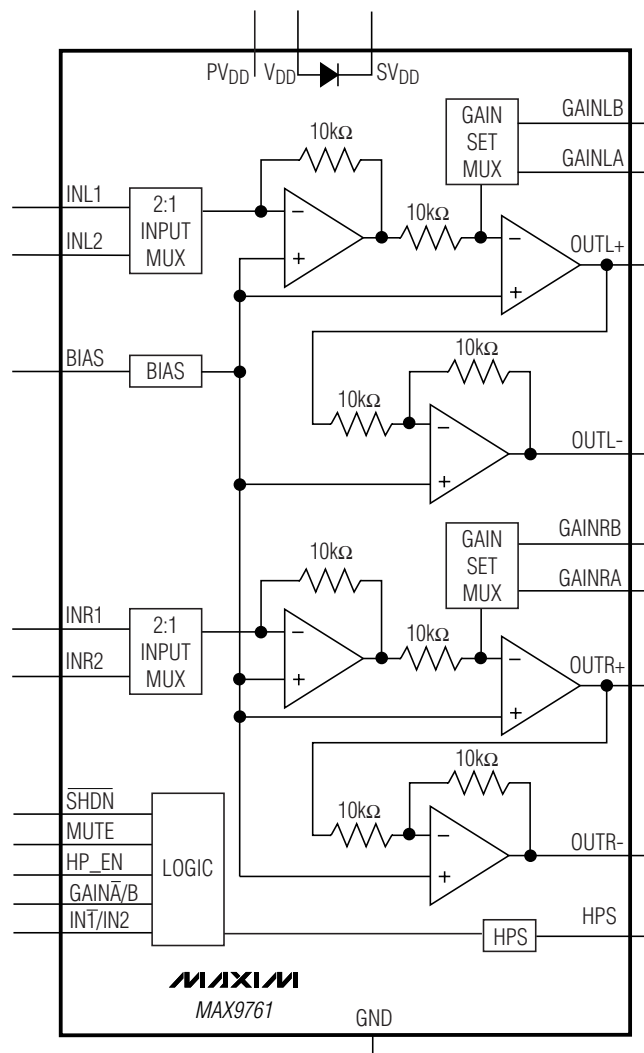 PVDD VDD SVDD
GAIN SET MUX
GAINLB
GAINLA
10kΩ
INL1
INL2
2:1 INPUT MUX
−
+
10kΩ
−
+
OUTL+
BIAS
BIAS
10kΩ
10kΩ
−
+
OUTL-
GAIN SET MUX
GAINRB
GAINRA
10kΩ
INR1
INR2
2:1 INPUT MUX
−
+
10kΩ
−
+
OUTR+
10kΩ
10kΩ
−
+
OUTR-
S̅H̅D̅N̅
MUTE
HP_EN
GAINA̅/B
IN1̅/IN2
LOGIC
HPS
HPS
MAXIM
MAX9761
GND